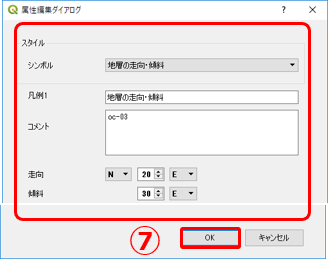 属性編集ダイアログ
スタイル
シンボル 地層の走向・傾斜
凡例1 地層の走向・傾斜
コメント oc-03
走向 N 20 E
傾斜 30 E
⑦ OK キャンセル